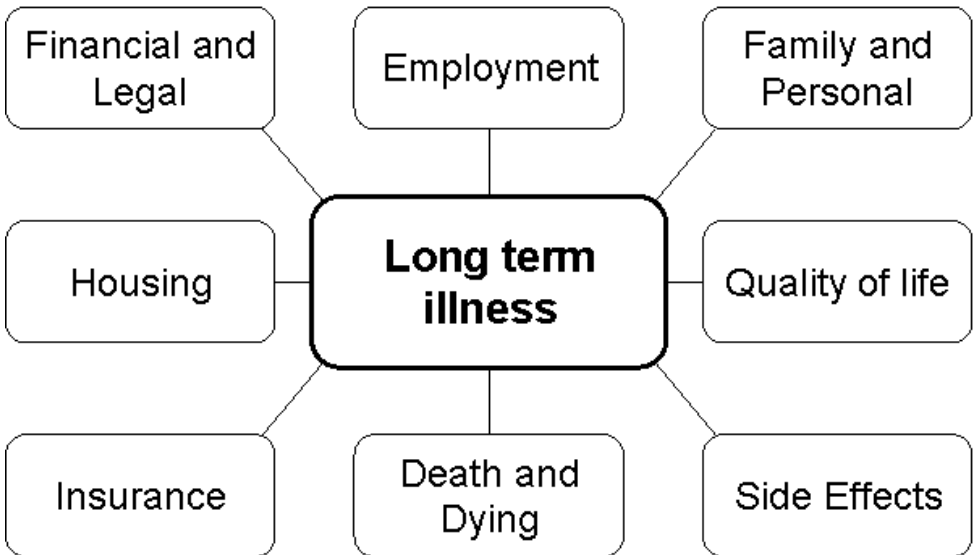 Financial and
Legal
Employment
Family and
Personal
Housing
Long term
illness
Quality of life
Insurance
Death and
Dying
Side Effects